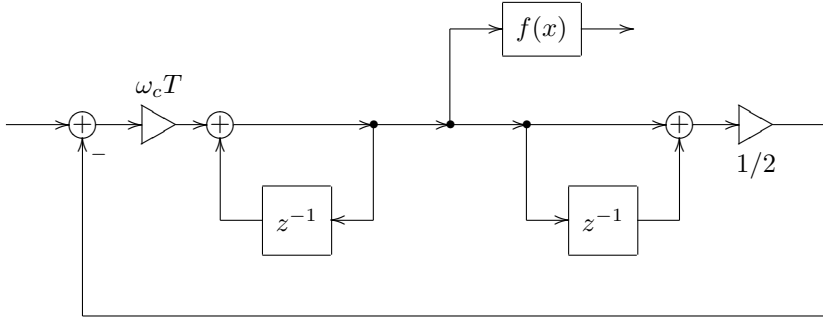 f(x)
ω_cT
+
+
+
−
1/2
z⁻¹
z⁻¹